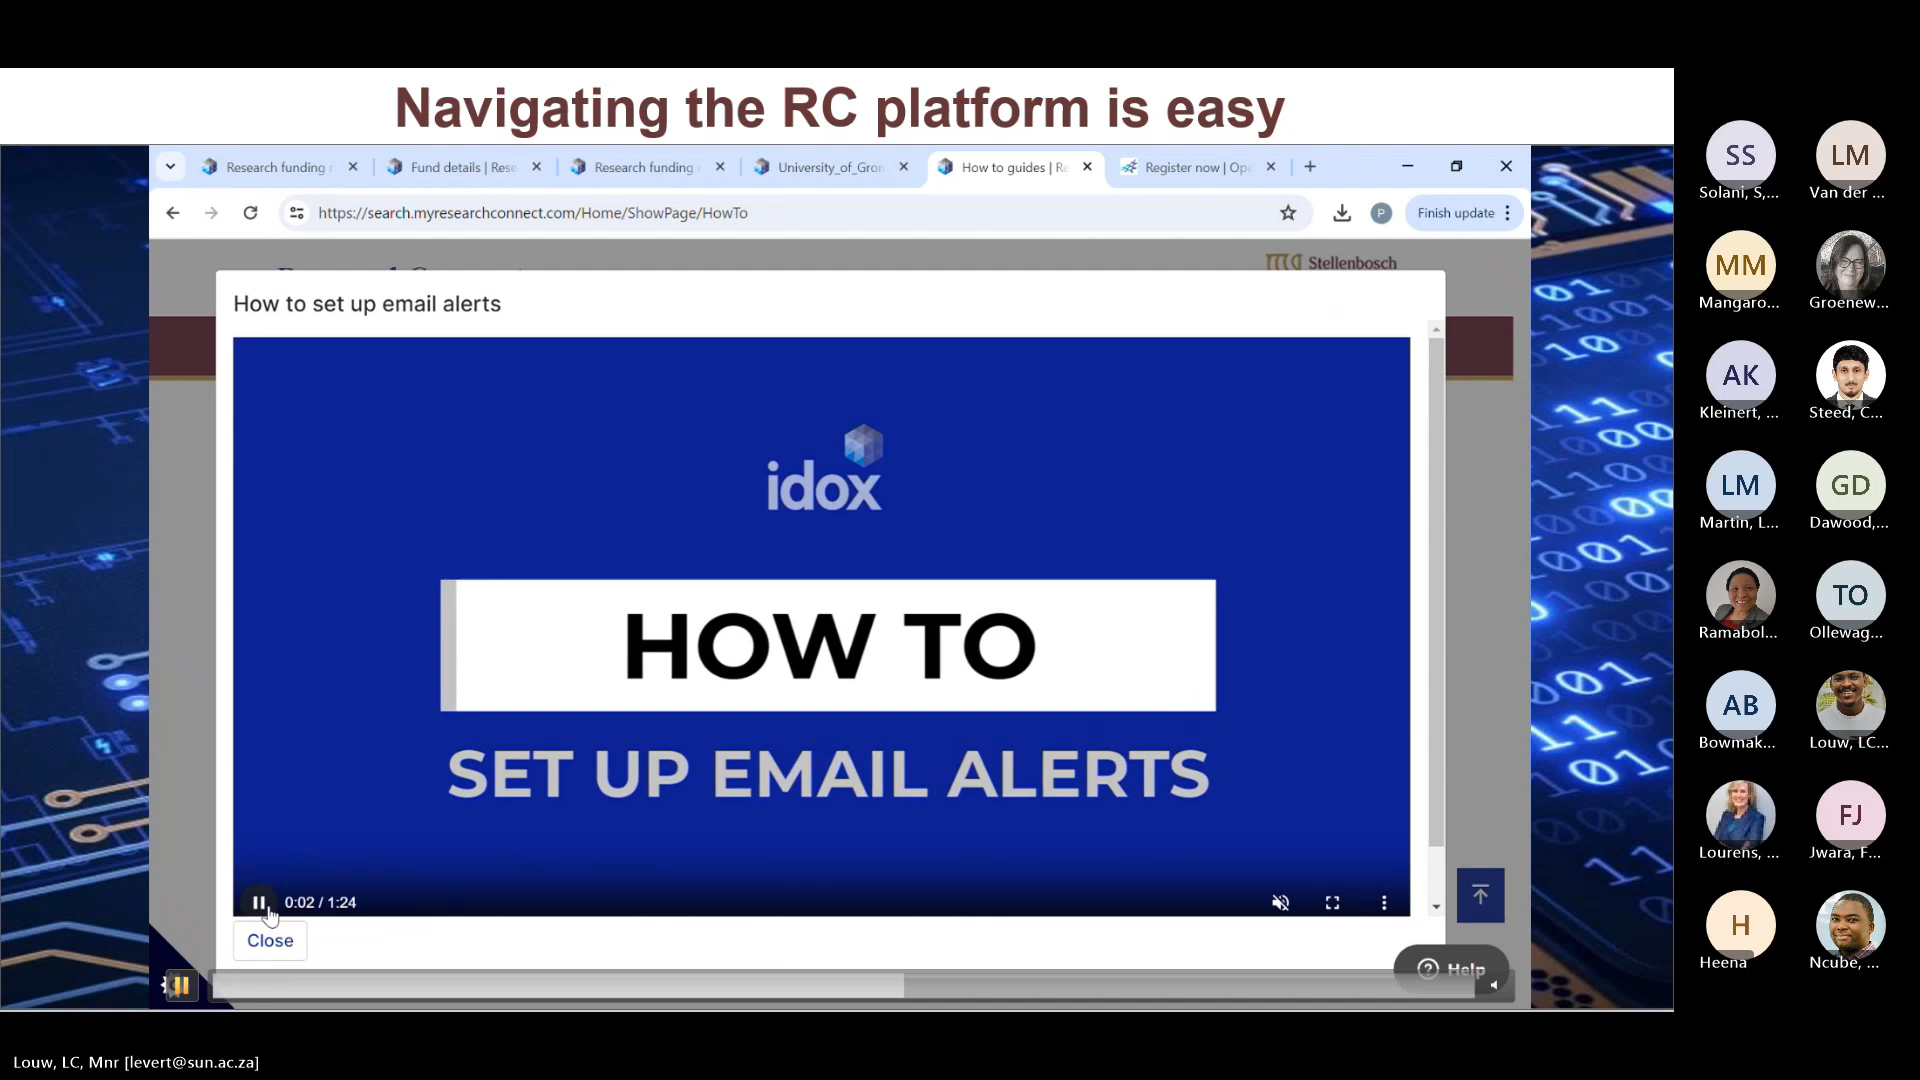 Navigating the RC platform is easy
Research funding r
Fund details | Rese
Research funding r
University_of_Gron
How to guides | Re
Register now | Ope
https://search.myresearchconnect.com/Home/ShowPage/HowTo
P
Finish update
Stellenbosch
How to set up email alerts
idox
HOW TO
SET UP EMAIL ALERTS
0:02 / 1:24
Close
Help
SS
LM
Solani, S,...
Van der ...
MM
Mangaro...
Groenew...
AK
Kleinert, ...
Steed, C...
LM
GD
Martin, L...
Dawood,...
TO
Ramabol...
Ollewag...
AB
Bowmak...
Louw, LC...
FJ
Lourens, ...
Jwara, F...
H
Heena
Ncube, ...
Louw, LC, Mnr [levert@sun.ac.za]